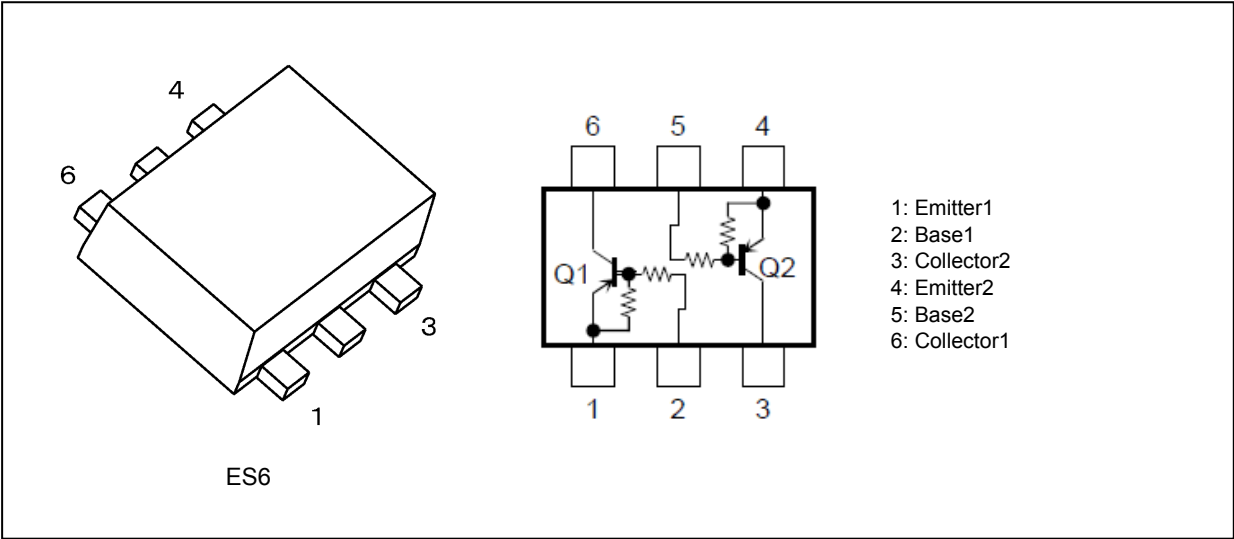 4
6
3
1
ES6
6 5 4
Q1
Q2
1 2 3
1: Emitter1
2: Base1
3: Collector2
4: Emitter2
5: Base2
6: Collector1